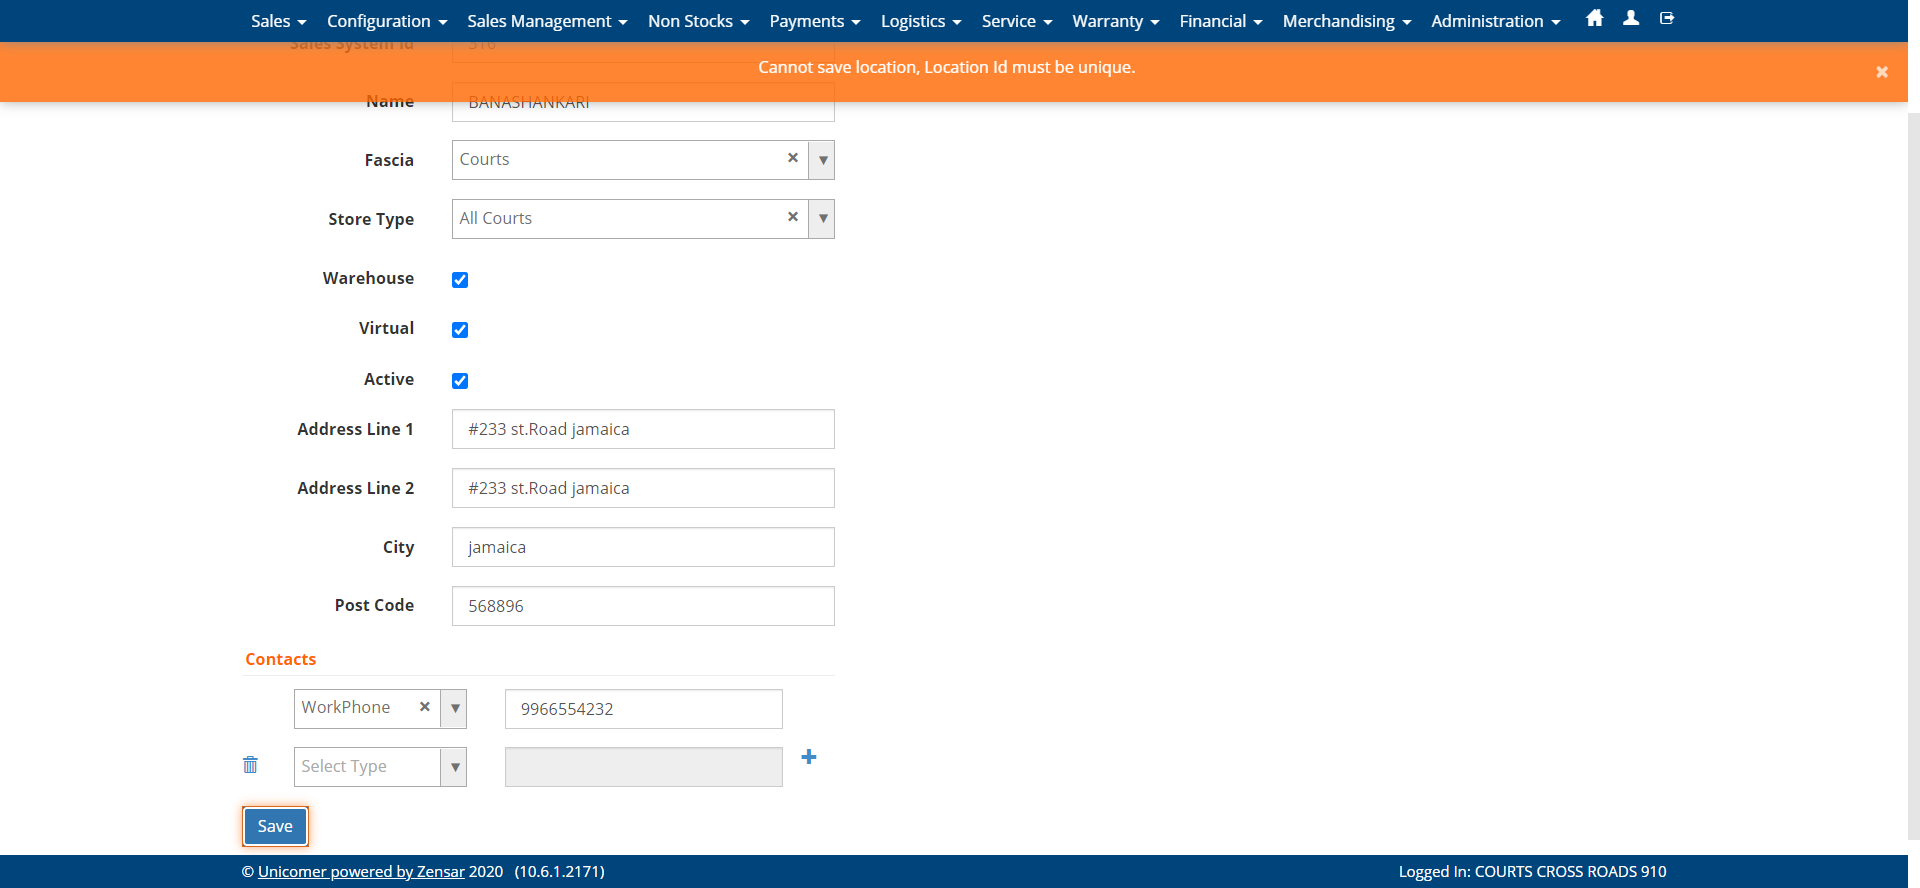 Sales Configuration Sales Management Non Stocks Payments Logistics Service Warranty Financial Merchandising Administration
Sales System Id 516
Cannot save location, Location Id must be unique.
Name BANASHANKARI
Fascia Courts
Store Type All Courts
Warehouse
Virtual
Active
Address Line 1 #233 st.Road jamaica
Address Line 2 #233 st.Road jamaica
City jamaica
Post Code 568896
Contacts
WorkPhone 9966554232
Select Type
Save
© Unicomer powered by Zensar 2020 (10.6.1.2171) Logged In: COURTS CROSS ROADS 910